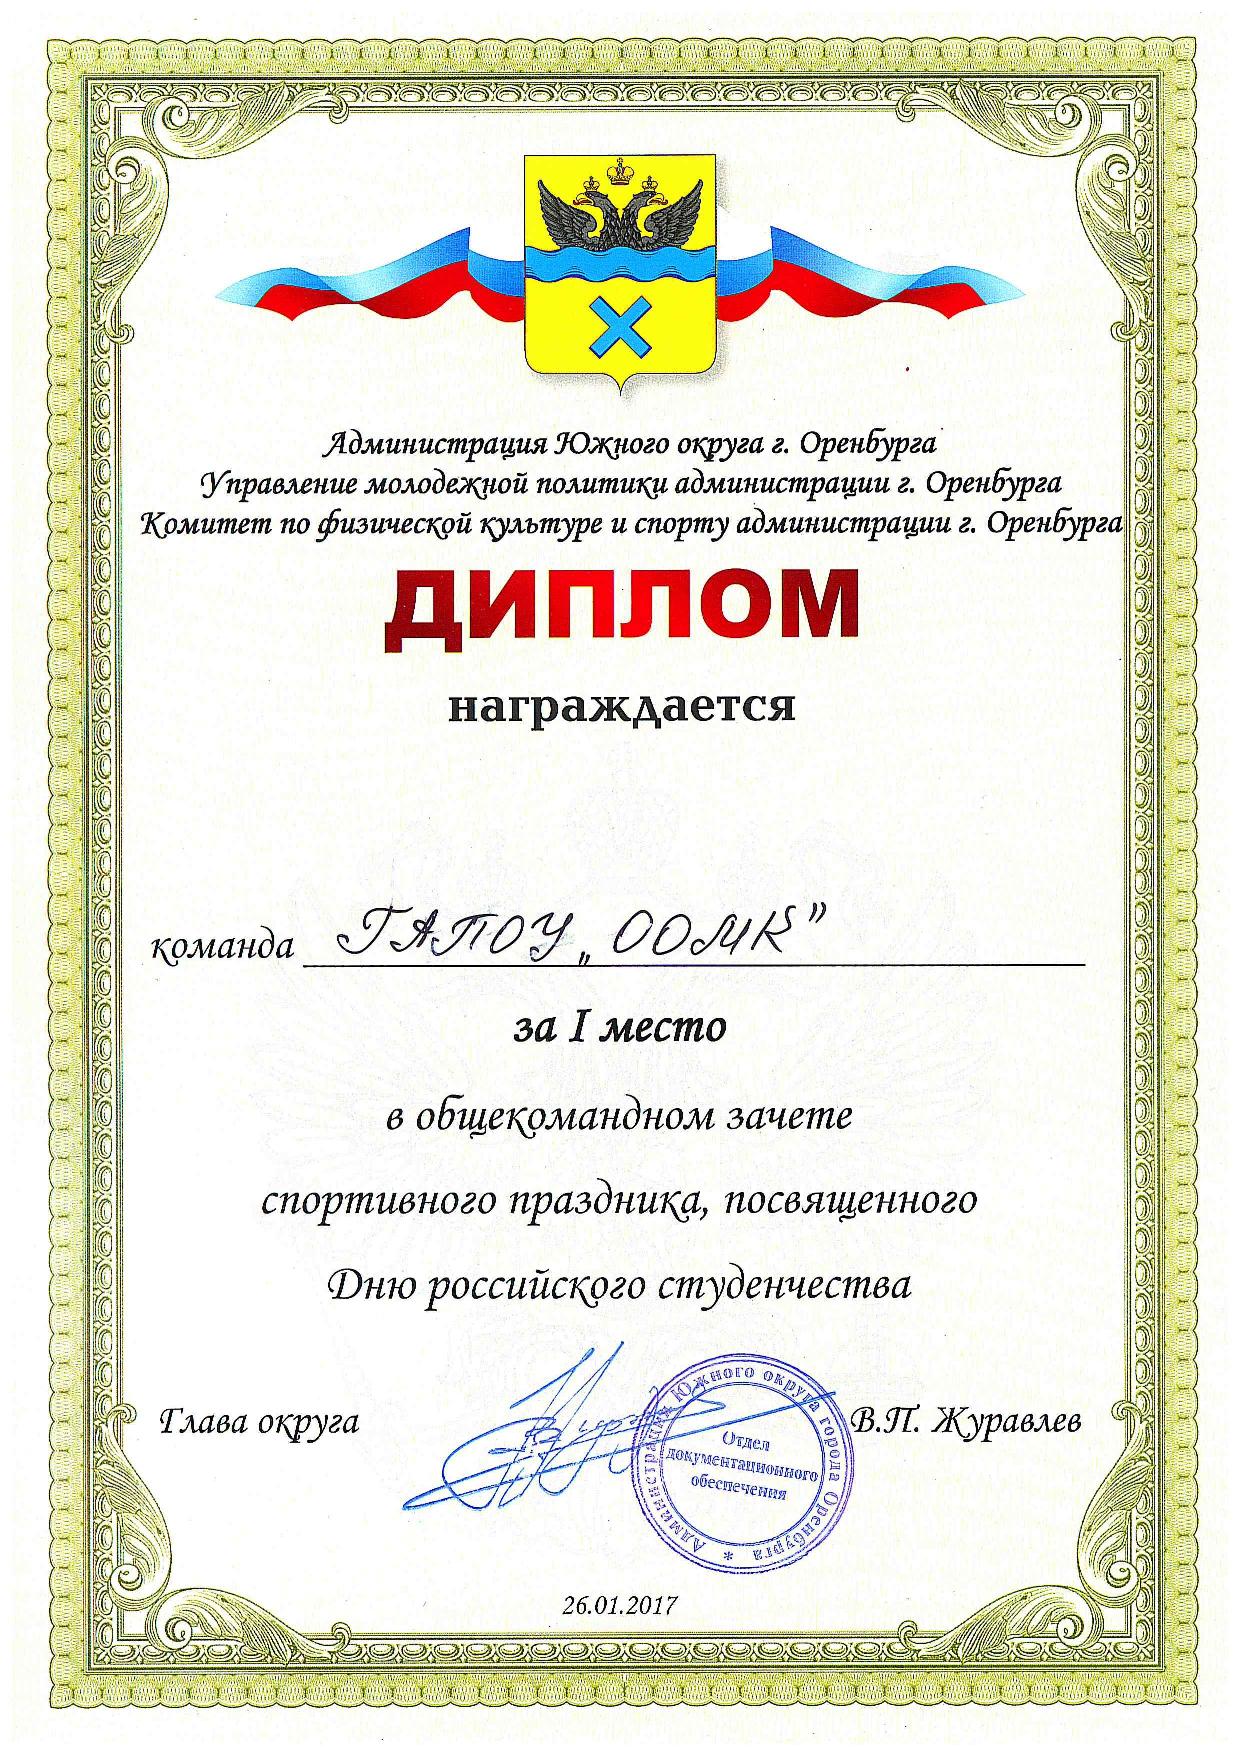 Администрация Южного округа г. Оренбурга
Управление молодежной политики администрации г. Оренбурга
Комитет по физической культуре и спорту администрации г. Оренбурга
ДИПЛОМ
награждается
команда ГАПОУ „ООМК”
за I место
в общекомандном зачете
спортивного праздника, посвященного
Дню российского студенчества
Глава округа
В.П. Журавлев
Администрация Южного округа города Оренбурга *
Отдел
документационного
обеспечения
26.01.2017